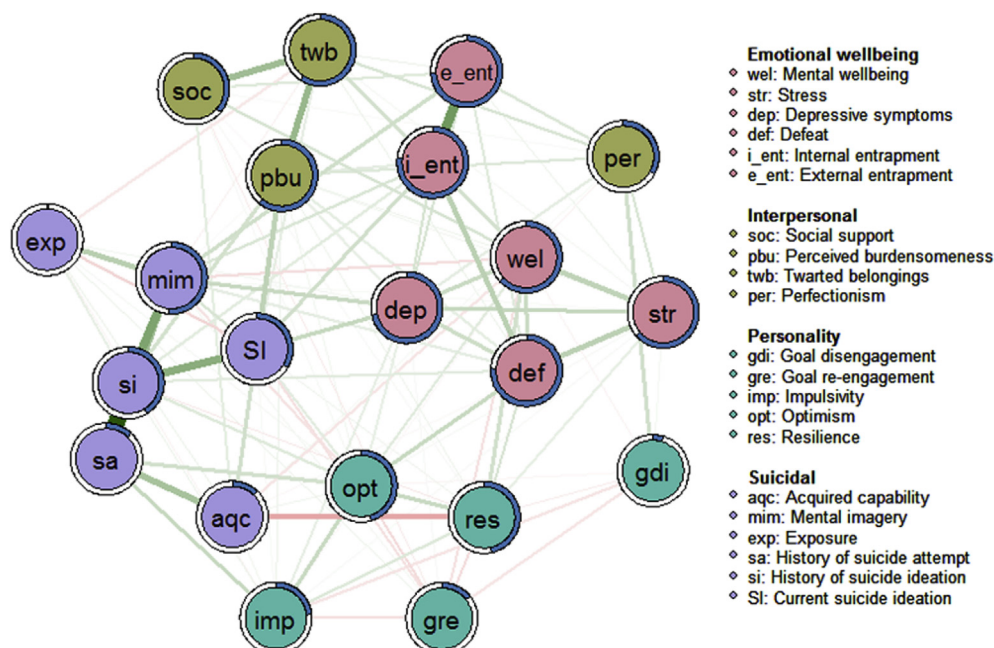 twb
e_ent
soc
per
i_ent
pbu
exp
wel
mim
dep
str
SI
def
si
sa
gdi
opt
aqc
res
imp
gre
Emotional wellbeing
wel: Mental wellbeing
str: Stress
dep: Depressive symptoms
def: Defeat
i_ent: Internal entrapment
e_ent: External entrapment
Interpersonal
soc: Social support
pbu: Perceived burdensomeness
twb: Twarted belongings
per: Perfectionism
Personality
gdi: Goal disengagement
gre: Goal re-engagement
imp: Impulsivity
opt: Optimism
res: Resilience
Suicidal
aqc: Acquired capability
mim: Mental imagery
exp: Exposure
sa: History of suicide attempt
si: History of suicide ideation
SI: Current suicide ideation